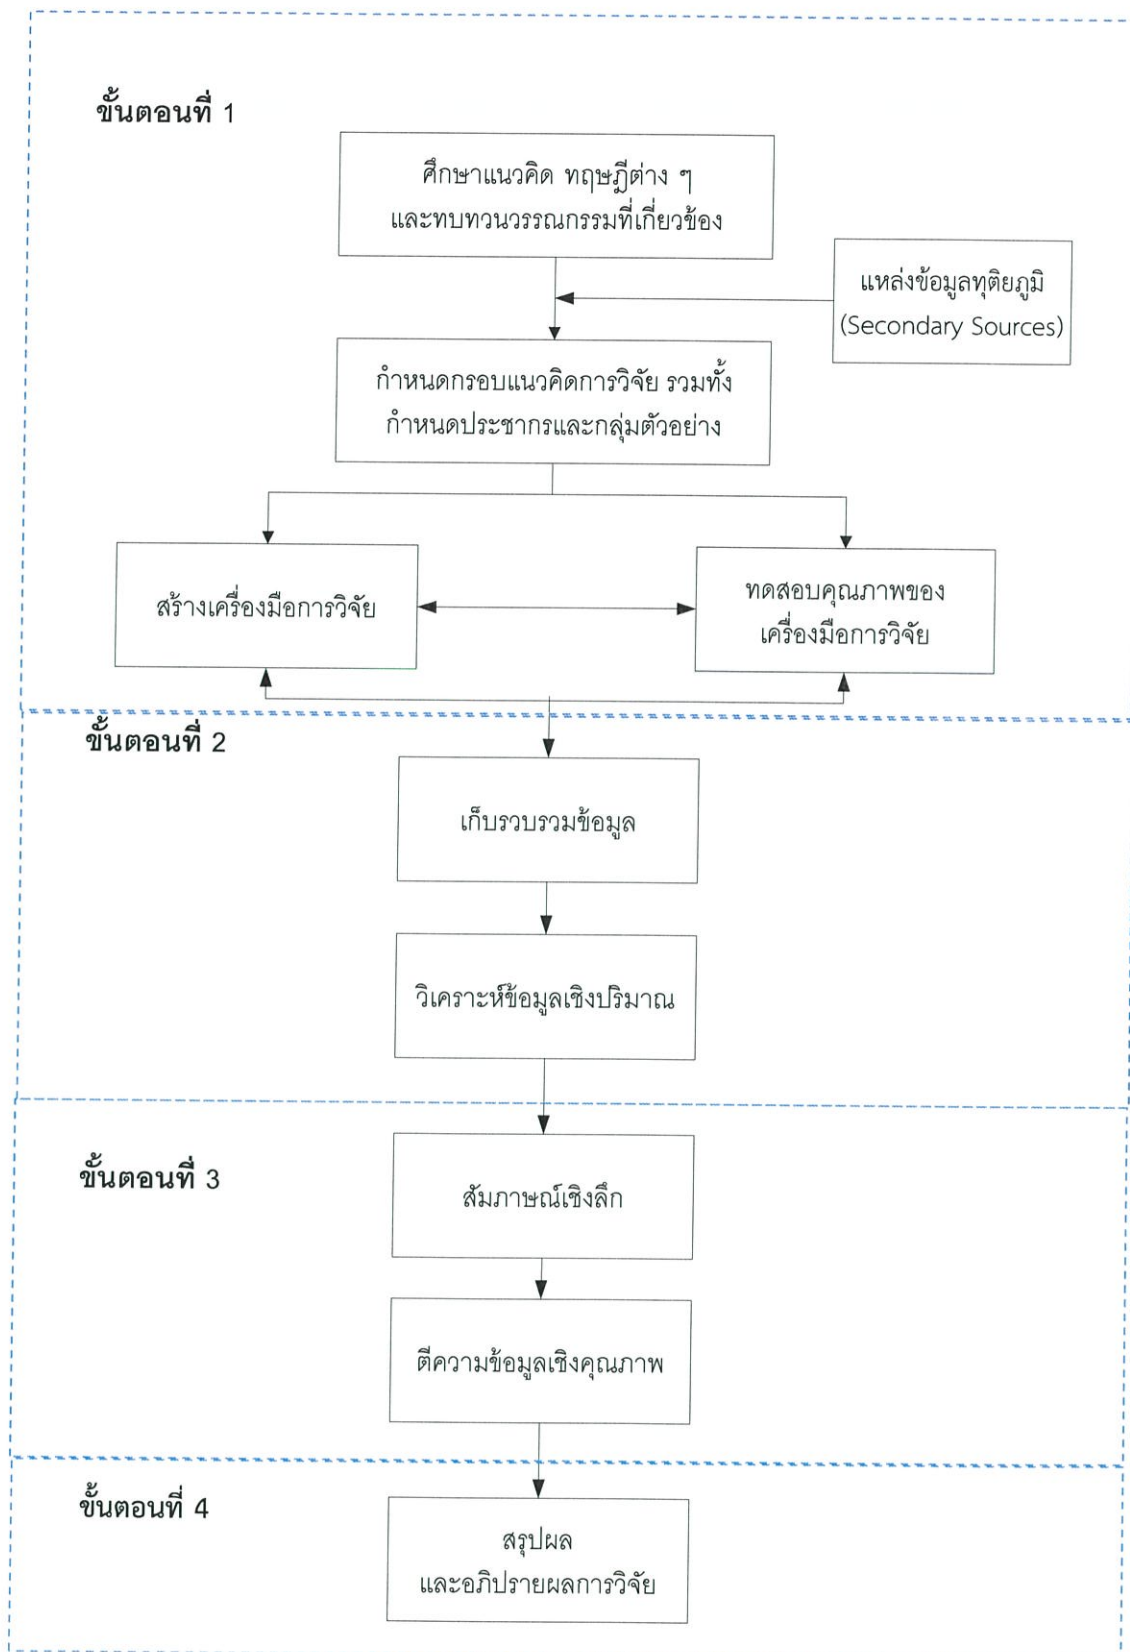 ขั้นตอนที่ 1
ศึกษาแนวคิด ทฤษฎีต่าง ๆ
และทบทวนวรรณกรรมที่เกี่ยวข้อง
แหล่งข้อมูลทุติยภูมิ
(Secondary Sources)
กำหนดกรอบแนวคิดการวิจัย รวมทั้ง
กำหนดประชากรและกลุ่มตัวอย่าง
สร้างเครื่องมือการวิจัย
ทดสอบคุณภาพของ
เครื่องมือการวิจัย
ขั้นตอนที่ 2
เก็บรวบรวมข้อมูล
วิเคราะห์ข้อมูลเชิงปริมาณ
ขั้นตอนที่ 3
สัมภาษณ์เชิงลึก
ตีความข้อมูลเชิงคุณภาพ
ขั้นตอนที่ 4
สรุปผล
และอภิปรายผลการวิจัย